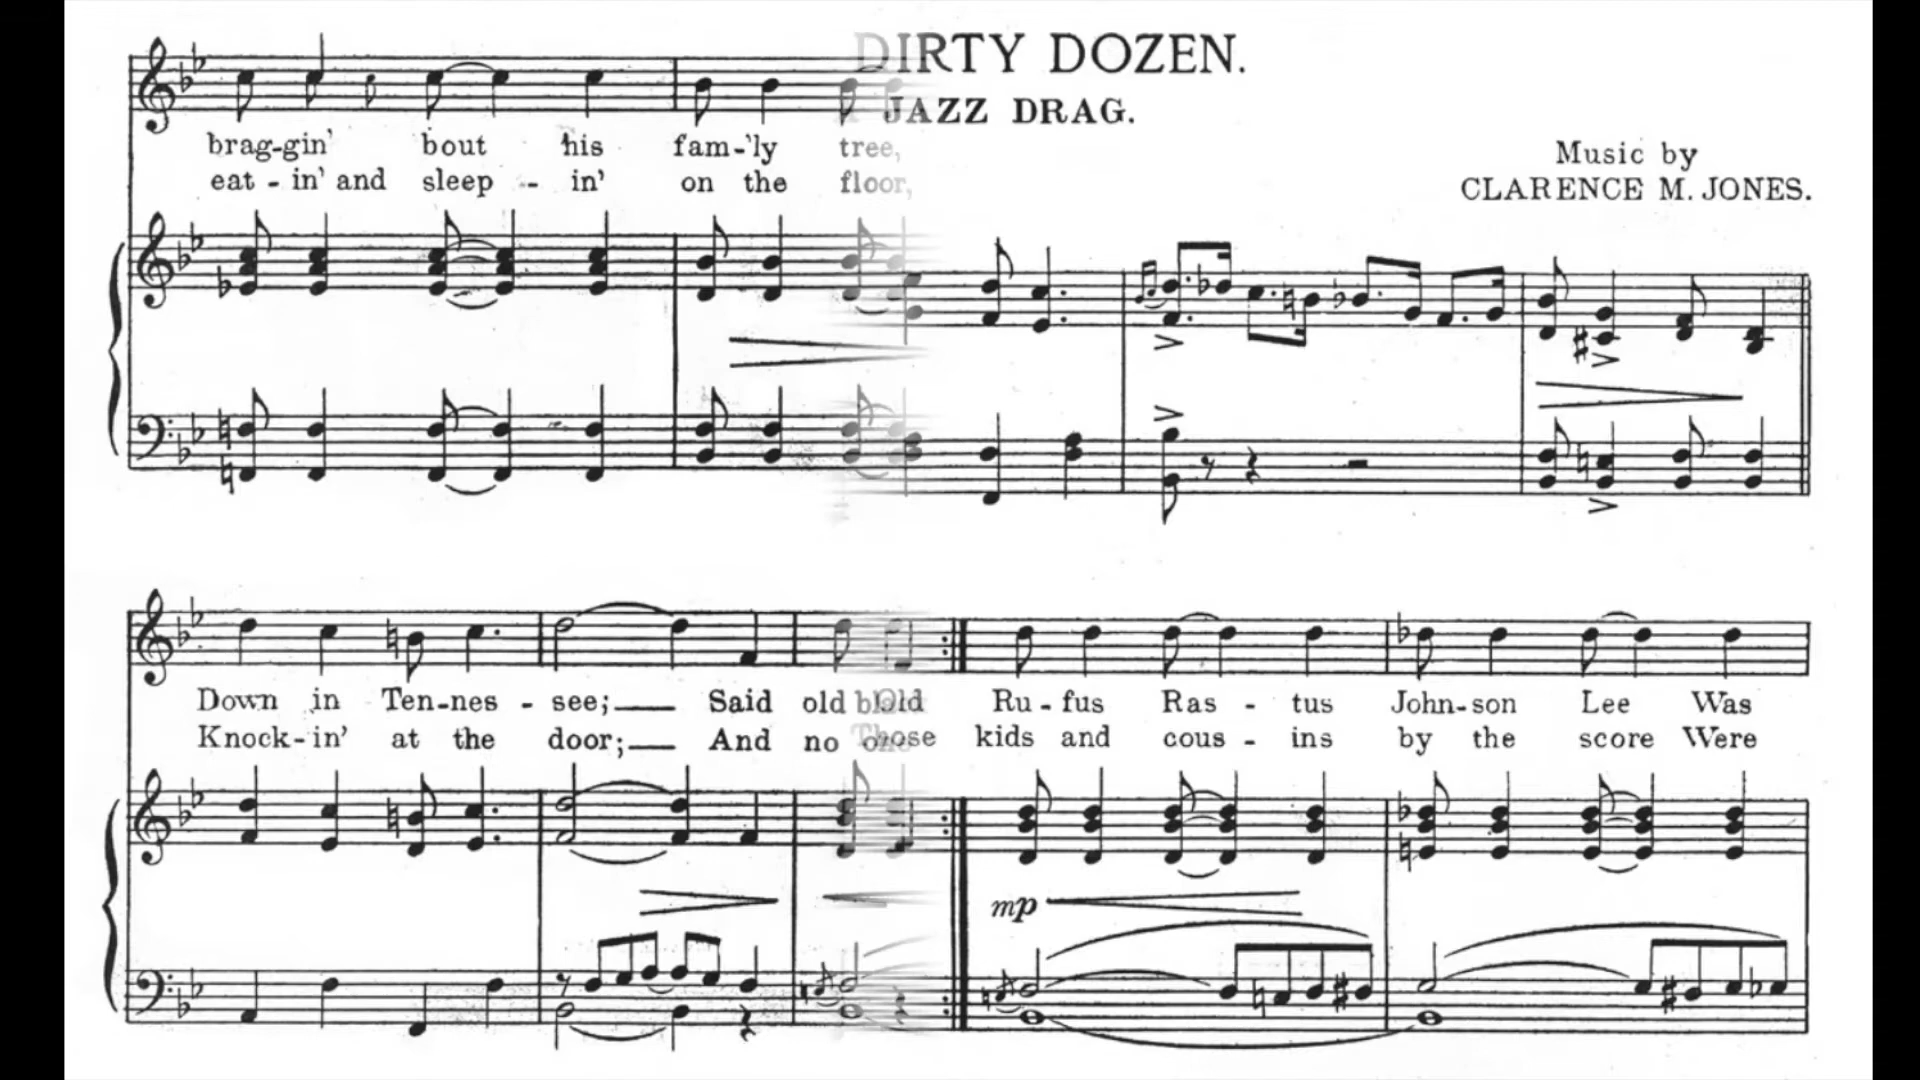 DIRTY DOZEN.
JAZZ DRAG.
Music by
CLARENCE M. JONES.
brag-gin' bout his fam-'ly tree,
eat - in' and sleep - in' on the floor,
Down in Ten-nes - see; Said old
Ru - fus Ras - tus John-son Lee Was
Knock-in' at the door; And no
kids and cous - ins by the score Were
mp